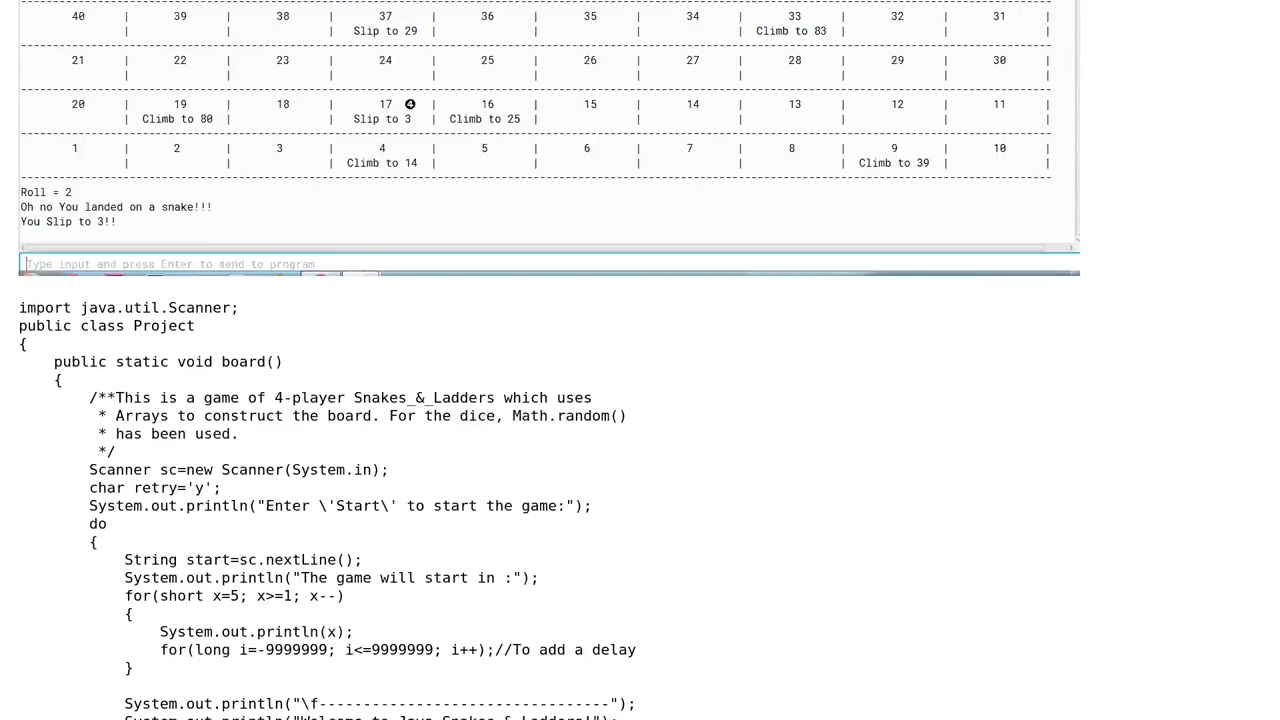 40 | 39 | 38 | 37 | 36 | 35 | 34 | 33 | 32 | 31 |
| | | Slip to 29 | | | | Climb to 83 | | |
--------------------------------------------------
21 | 22 | 23 | 24 | 25 | 26 | 27 | 28 | 29 | 30 |
| | | | | | | | | |
--------------------------------------------------
20 | 19 | 18 | 17 ❹ | 16 | 15 | 14 | 13 | 12 | 11 |
| Climb to 80 | | Slip to 3 | Climb to 25 | | | | | |
--------------------------------------------------
1 | 2 | 3 | 4 | 5 | 6 | 7 | 8 | 9 | 10 |
| | | Climb to 14 | | | | | Climb to 39 | |
--------------------------------------------------
Roll = 2
Oh no You landed on a snake!!!
You Slip to 3!!
Type input and press Enter to send to program
import java.util.Scanner;
public class Project
{
    public static void board()
    {
        /**This is a game of 4-player Snakes_&_Ladders which uses
         * Arrays to construct the board. For the dice, Math.random()
         * has been used.
         */
        Scanner sc=new Scanner(System.in);
        char retry='y';
        System.out.println("Enter \'Start\' to start the game:");
        do
        {
            String start=sc.nextLine();
            System.out.println("The game will start in :");
            for(short x=5; x>=1; x--)
            {
                System.out.println(x);
                for(long i=-9999999; i<=9999999; i++);//To add a delay
            }
            System.out.println("\f---------------------------------");
            System.out.println("Welcome to Java Snakes_&_Ladders!");